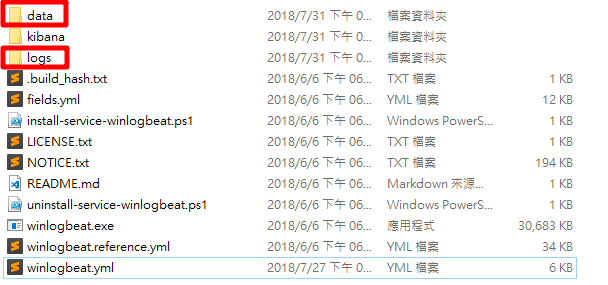 data 2018/7/31 下午 0... 檔案資料夾
kibana 2018/7/31 下午 0... 檔案資料夾
logs 2018/7/31 下午 0... 檔案資料夾
.build_hash.txt 2018/6/6 下午 06... TXT 檔案 1 KB
fields.yml 2018/6/6 下午 06... YML 檔案 12 KB
install-service-winlogbeat.ps1 2018/6/6 下午 06... Windows PowerS... 1 KB
LICENSE.txt 2018/6/6 下午 06... TXT 檔案 1 KB
NOTICE.txt 2018/6/6 下午 06... TXT 檔案 194 KB
README.md 2018/6/6 下午 06... Markdown 來源... 1 KB
uninstall-service-winlogbeat.ps1 2018/6/6 下午 06... Windows PowerS... 1 KB
winlogbeat.exe 2018/6/6 下午 06... 應用程式 30,683 KB
winlogbeat.reference.yml 2018/6/6 下午 06... YML 檔案 34 KB
winlogbeat.yml 2018/7/27 下午 0... YML 檔案 6 KB